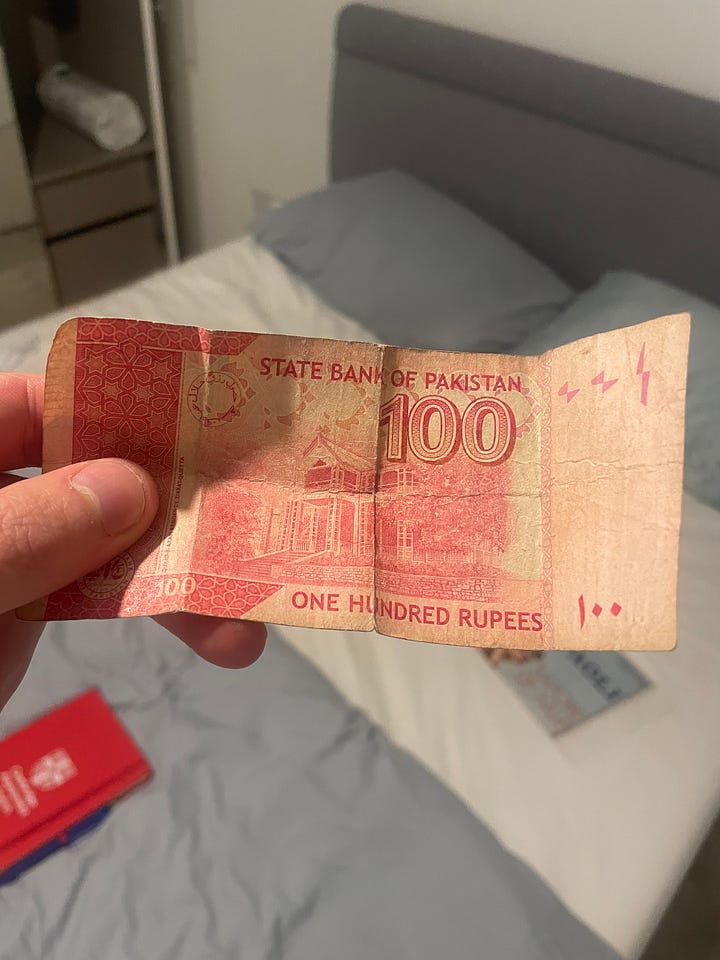 STATE BANK OF PAKISTAN
100
100
ONE HUNDRED RUPEES
۱۰۰